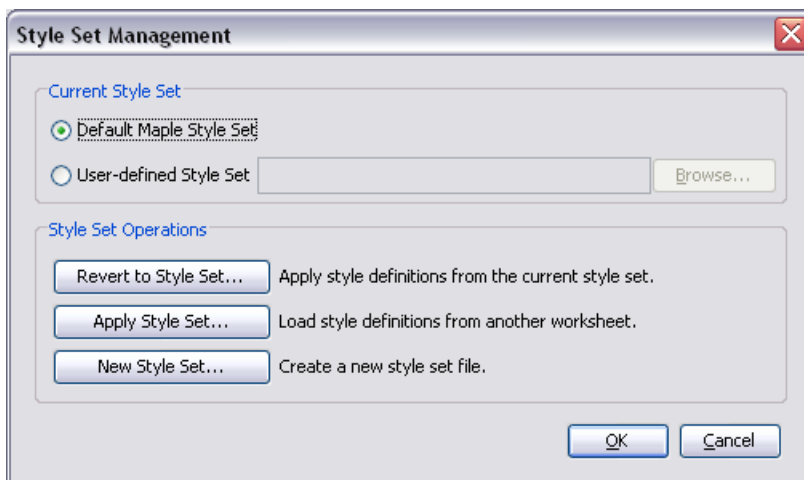 Style Set Management
Current Style Set
Default Maple Style Set
User-defined Style Set Browse...
Style Set Operations
Revert to Style Set... Apply style definitions from the current style set.
Apply Style Set... Load style definitions from another worksheet.
New Style Set... Create a new style set file.
OK Cancel